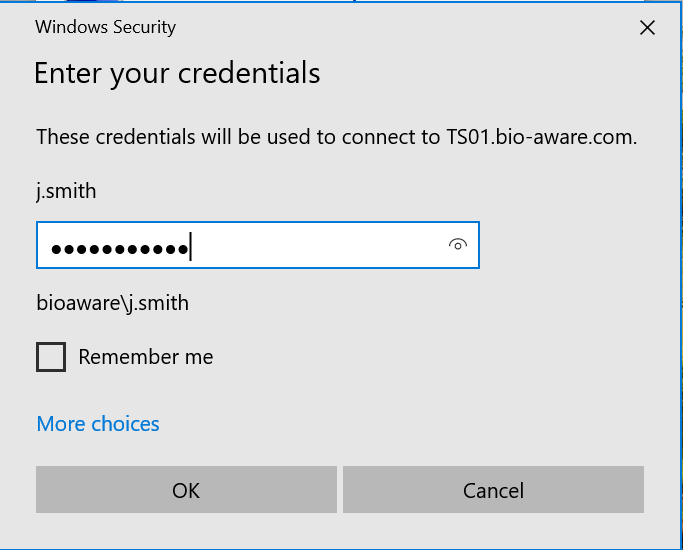 Windows Security
Enter your credentials
These credentials will be used to connect to TS01.bio-aware.com.
j.smith
●●●●●●●●●●●
bioaware\j.smith
Remember me
More choices
OK
Cancel